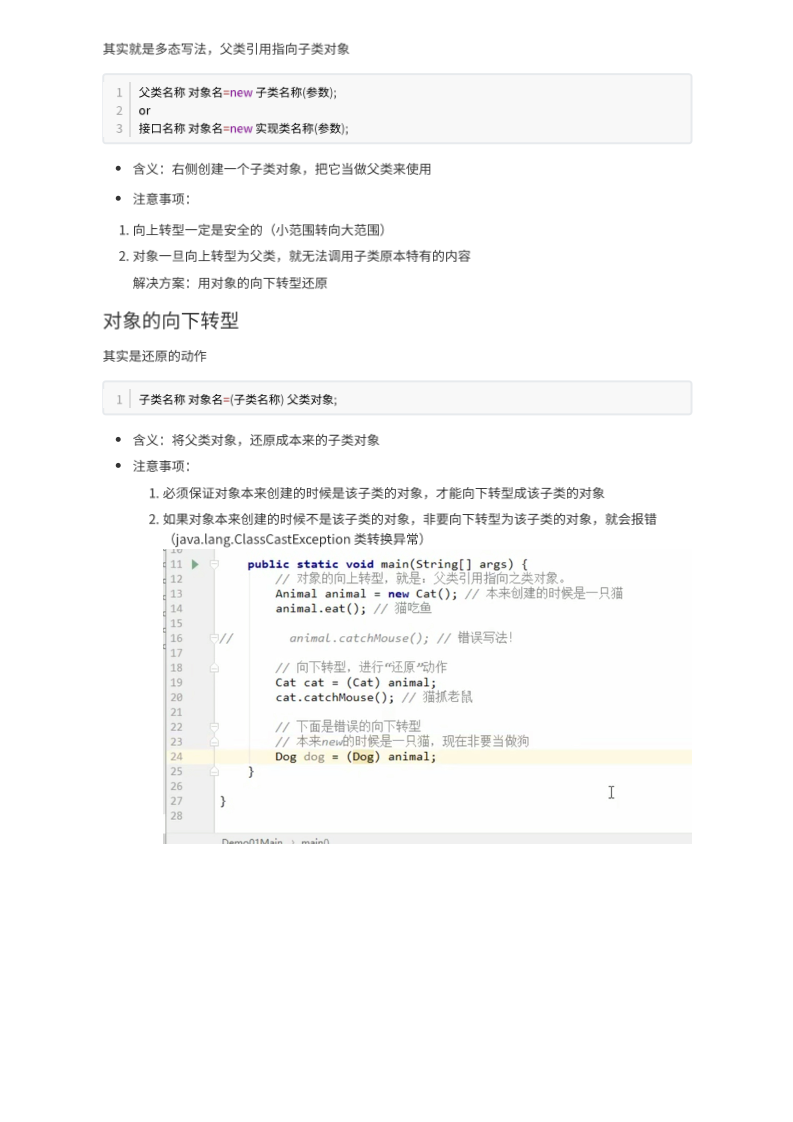 其实就是多态写法，父类引用指向子类对象
1 父类名称 对象名=new 子类名称(参数);
2 or
3 接口名称 对象名=new 实现类名称(参数);
• 含义：右侧创建一个子类对象，把它当做父类来使用
• 注意事项：
1. 向上转型一定是安全的（小范围转向大范围）
2. 对象一旦向上转型为父类，就无法调用子类原本特有的内容
解决方案：用对象的向下转型还原
对象的向下转型
其实是还原的动作
1 子类名称 对象名=(子类名称) 父类对象;
• 含义：将父类对象，还原成本来的子类对象
• 注意事项：
1. 必须保证对象本来创建的时候是该子类的对象，才能向下转型成该子类的对象
2. 如果对象本来创建的时候不是该子类的对象，非要向下转型为该子类的对象，就会报错
（java.lang.ClassCastException 类转换异常）
10
11 public static void main(String[] args) {
12 // 对象的向上转型，就是：父类引用指向之类对象。
13 Animal animal = new Cat(); // 本来创建的时候是一只猫
14 animal.eat(); // 猫吃鱼
15
16 // animal.catchMouse(); // 错误写法！
17
18 // 向下转型，进行“还原”动作
19 Cat cat = (Cat) animal;
20 cat.catchMouse(); // 猫抓老鼠
21
22 // 下面是错误的向下转型
23 // 本来new的时候是一只猫，现在非要当做狗
24 Dog dog = (Dog) animal;
25 }
26
27 }
28
Demo01Main › main()